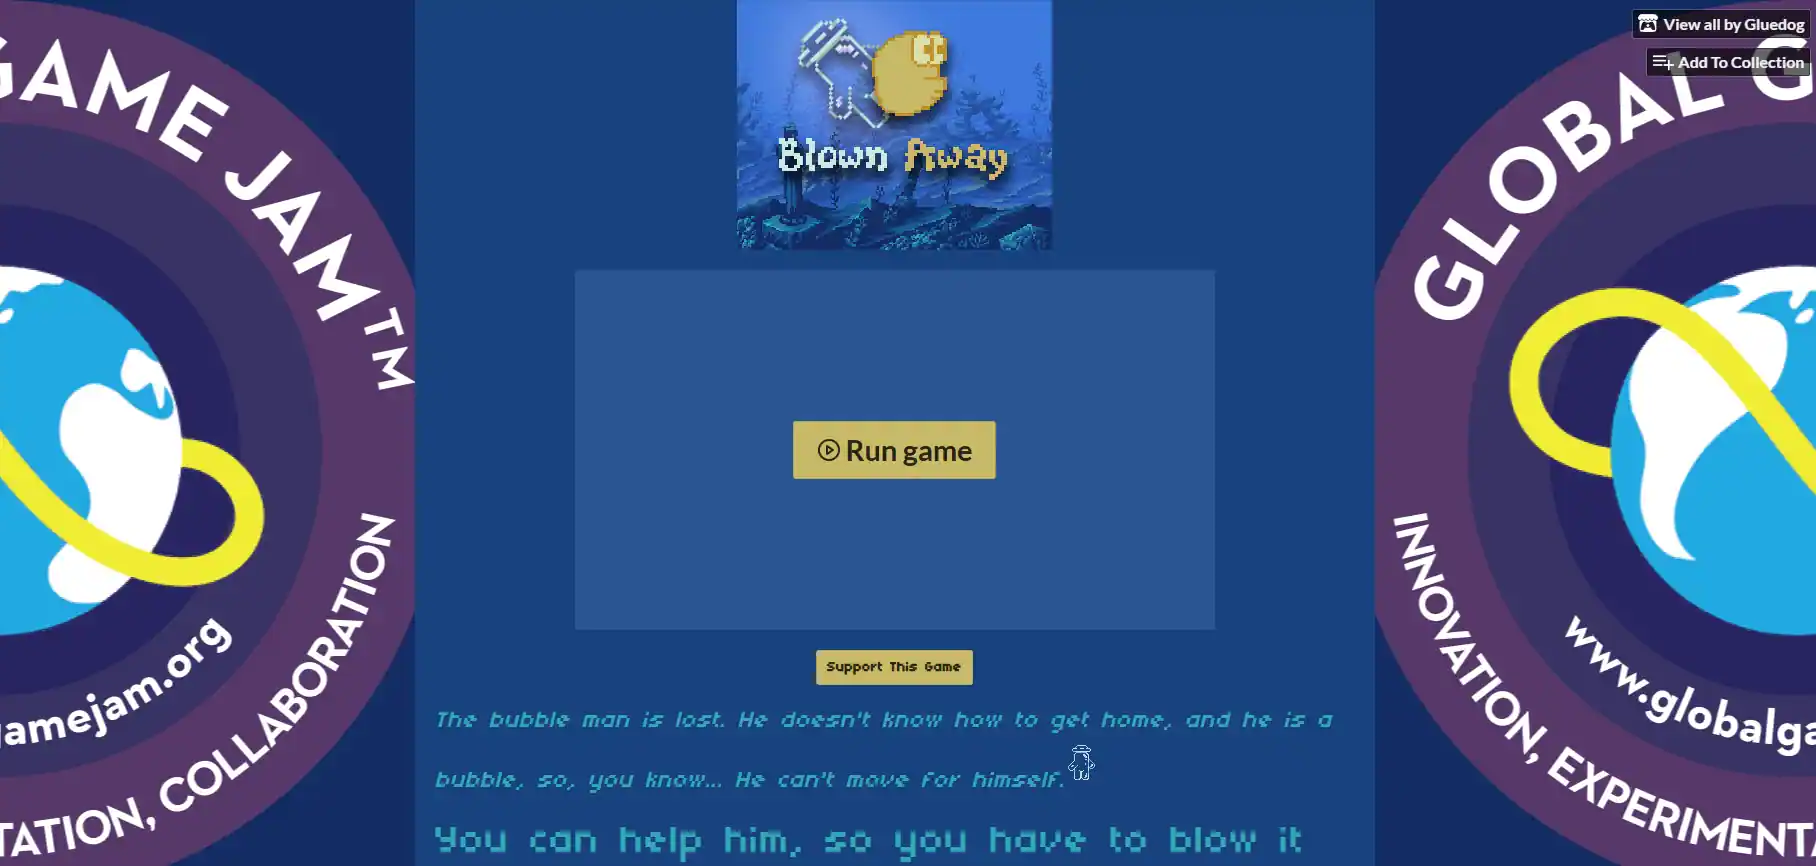 View all by Gluedog
Add To Collection
GAME JAM™
GLOBAL G
Blown Away
Run game
Support This Game
The bubble man is lost. He doesn't know how to get home, and he is a
bubble, so, you know... He can't move for himself.
You can help him, so you have to blow it
amejam.org
TATION, COLLABORATION
www.globalga
INNOVATION, EXPERIMENT